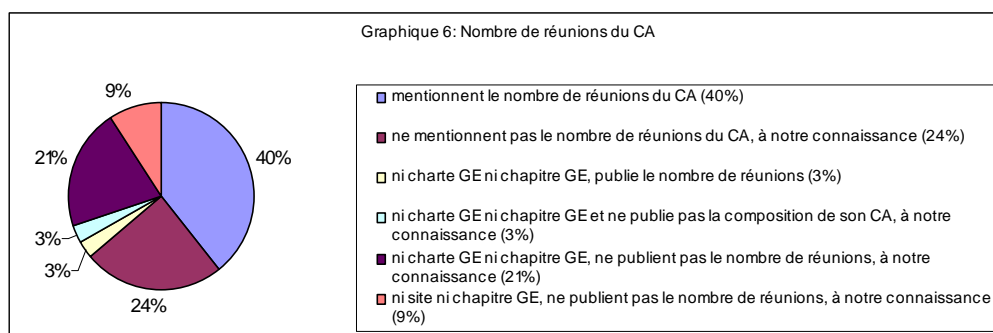 Graphique 6: Nombre de réunions du CA
9%
40%
21%
3%
3%
24%
mentionnent le nombre de réunions du CA (40%)
ne mentionnent pas le nombre de réunions du CA, à notre connaissance (24%)
ni charte GE ni chapitre GE, publie le nombre de réunions (3%)
ni charte GE ni chapitre GE et ne publie pas la composition de son CA, à notre
connaissance (3%)
ni charte GE ni chapitre GE, ne publient pas le nombre de réunions, à notre
connaissance (21%)
ni site ni chapitre GE, ne publient pas le nombre de réunions, à notre connaissance
(9%)